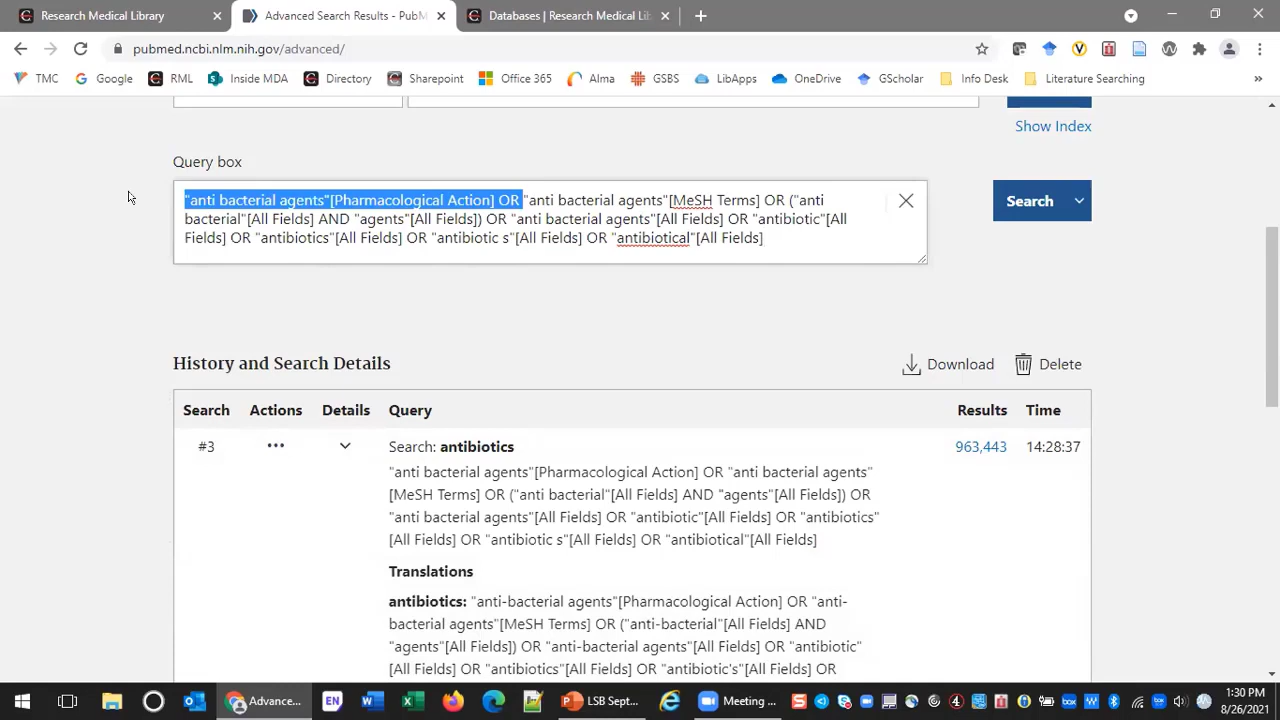 Research Medical Library
Advanced Search Results - PubM
Databases | Research Medical Lib
pubmed.ncbi.nlm.nih.gov/advanced/
TMC
Google
RML
Inside MDA
Directory
Sharepoint
Office 365
Alma
GSBS
LibApps
OneDrive
GScholar
Info Desk
Literature Searching
Show Index
Query box
"anti bacterial agents"[Pharmacological Action] OR "anti bacterial agents"[MeSH Terms] OR ("anti
bacterial"[All Fields] AND "agents"[All Fields]) OR "anti bacterial agents"[All Fields] OR "antibiotic"[All
Fields] OR "antibiotics"[All Fields] OR "antibiotic s"[All Fields] OR "antibiotical"[All Fields]
Search
History and Search Details
Download
Delete
Search Actions Details Query Results Time
#3 Search: antibiotics 963,443 14:28:37
"anti bacterial agents"[Pharmacological Action] OR "anti bacterial agents"
[MeSH Terms] OR ("anti bacterial"[All Fields] AND "agents"[All Fields]) OR
"anti bacterial agents"[All Fields] OR "antibiotic"[All Fields] OR "antibiotics"
[All Fields] OR "antibiotic s"[All Fields] OR "antibiotical"[All Fields]
Translations
antibiotics: "anti-bacterial agents"[Pharmacological Action] OR "anti-
bacterial agents"[MeSH Terms] OR ("anti-bacterial"[All Fields] AND
"agents"[All Fields]) OR "anti-bacterial agents"[All Fields] OR "antibiotic"
[All Fields] OR "antibiotics"[All Fields] OR "antibiotic's"[All Fields] OR
Advance...
EN
LSB Sept...
Meeting ...
1:30 PM
8/26/2021